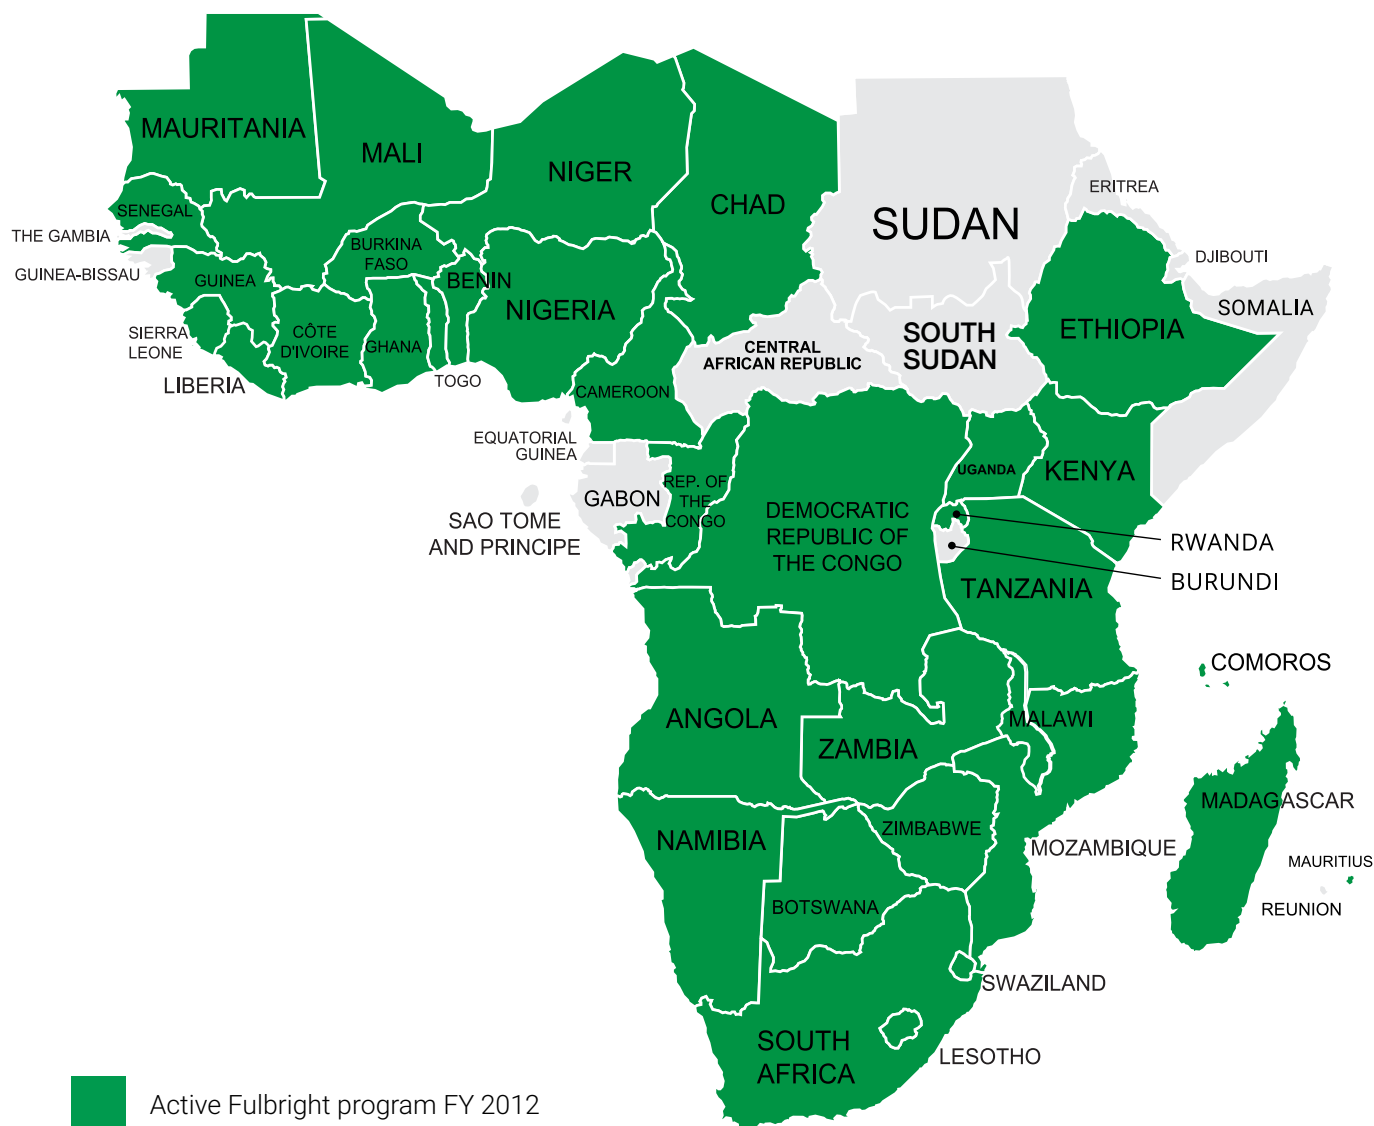 MAURITANIA
MALI
NIGER
CHAD
SUDAN
ERITREA
SENEGAL
THE GAMBIA
BURKINA
FASO
DJIBOUTI
GUINEA-BISSAU
GUINEA
BENIN
NIGERIA
SOMALIA
SIERRA
LEONE
CÔTE
D'IVOIRE
GHANA
ETHIOPIA
SOUTH
SUDAN
CENTRAL
AFRICAN REPUBLIC
LIBERIA
TOGO
CAMEROON
EQUATORIAL
GUINEA
UGANDA
KENYA
GABON
REP. OF
THE
CONGO
SAO TOME
AND PRINCIPE
DEMOCRATIC
REPUBLIC OF
THE CONGO
RWANDA
BURUNDI
TANZANIA
COMOROS
ANGOLA
ZAMBIA
MALAWI
MADAGASCAR
NAMIBIA
ZIMBABWE
MOZAMBIQUE
MAURITIUS
BOTSWANA
REUNION
SWAZILAND
SOUTH
AFRICA
LESOTHO
Active Fulbright program FY 2012